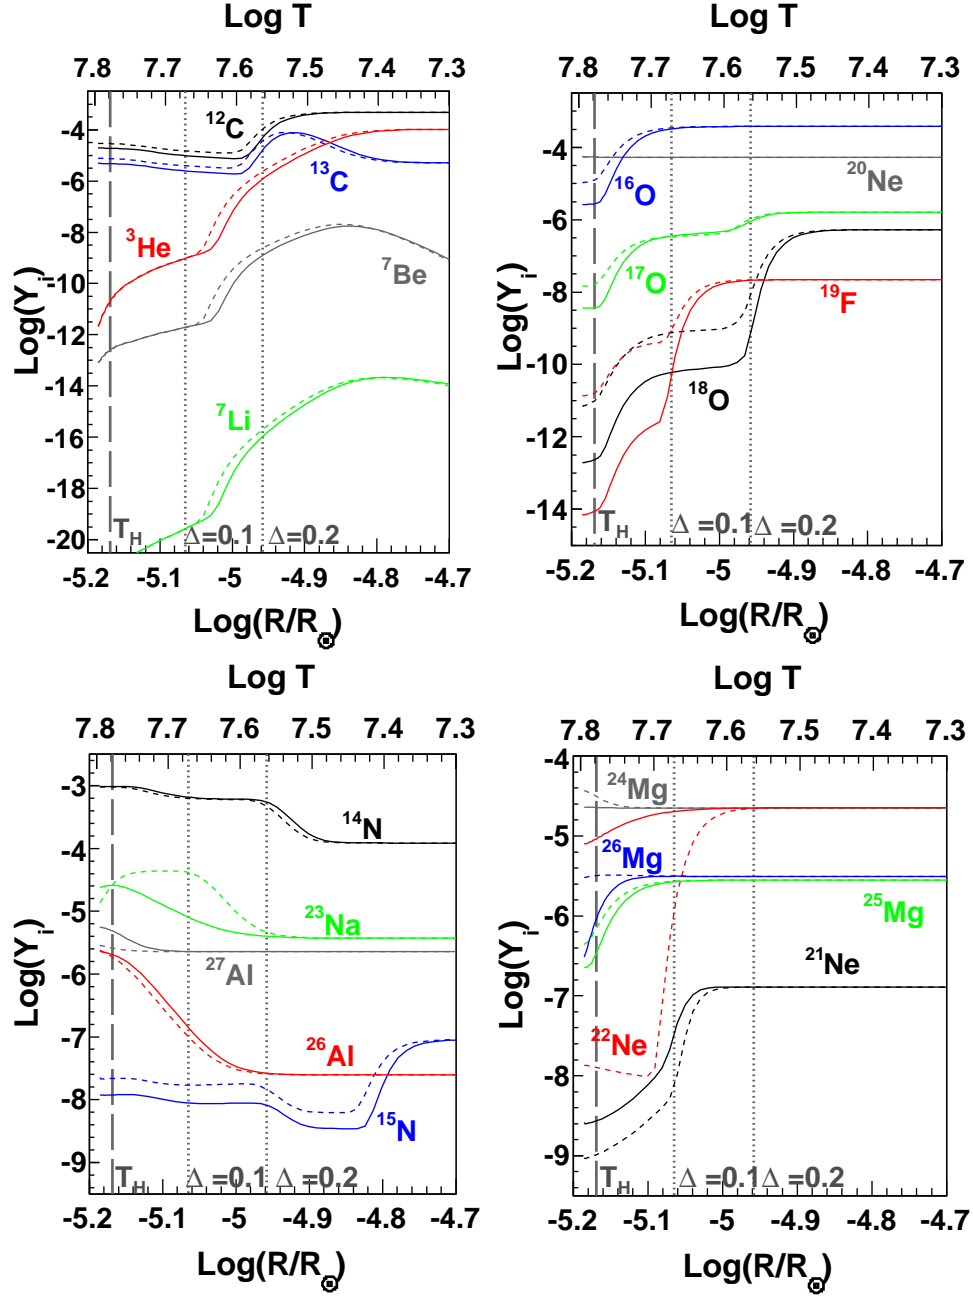 Log T
7.8 7.7 7.6 7.5 7.4 7.3
-4
-6
-8
-10
-12
-14
-16
-18
-20
Log(Y_i)
¹²C
¹³C
³He
⁷Be
⁷Li
T_H Δ=0.1 Δ=0.2
-5.2 -5.1 -5 -4.9 -4.8 -4.7
Log(R/R_☉)
Log T
7.8 7.7 7.6 7.5 7.4 7.3
-4
-6
-8
-10
-12
-14
Log(Y_i)
²⁰Ne
¹⁶O
¹⁷O
¹⁹F
¹⁸O
T_H Δ=0.1 Δ=0.2
-5.2 -5.1 -5 -4.9 -4.8 -4.7
Log(R/R_☉)
Log T
7.8 7.7 7.6 7.5 7.4 7.3
-3
-4
-5
-6
-7
-8
-9
Log(Y_i)
¹⁴N
²³Na
²⁷Al
²⁶Al
¹⁵N
T_H Δ=0.1 Δ=0.2
-5.2 -5.1 -5 -4.9 -4.8 -4.7
Log(R/R_☉)
Log T
7.8 7.7 7.6 7.5 7.4 7.3
-4
-5
-6
-7
-8
-9
Log(Y_i)
²⁴Mg
²⁶Mg
²⁵Mg
²¹Ne
²²Ne
T_H Δ=0.1 Δ=0.2
-5.2 -5.1 -5 -4.9 -4.8 -4.7
Log(R/R_☉)